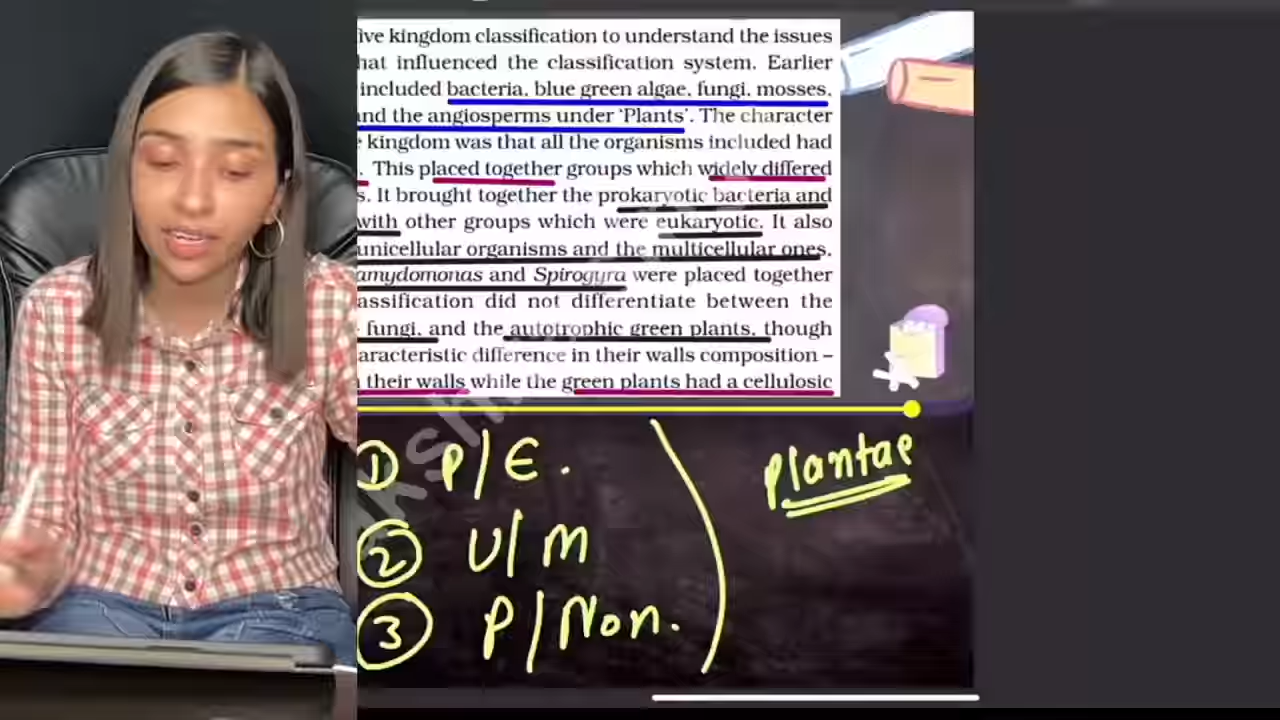 five kingdom classification to understand the issues
hat influenced the classification system. Earlier
included bacteria, blue green algae, fungi, mosses,
and the angiosperms under ‘Plants’. The character
e kingdom was that all the organisms included had
. This placed together groups which widely differed
s. It brought together the prokaryotic bacteria and
with other groups which were eukaryotic. It also
unicellular organisms and the multicellular ones,
amydomonas and Spirogyra were placed together
assification did not differentiate between the
fungi, and the autotrophic green plants, though
aracteristic difference in their walls composition –
their walls while the green plants had a cellulosic
① P/E.
Plantae
② U/M
③ P/Non.